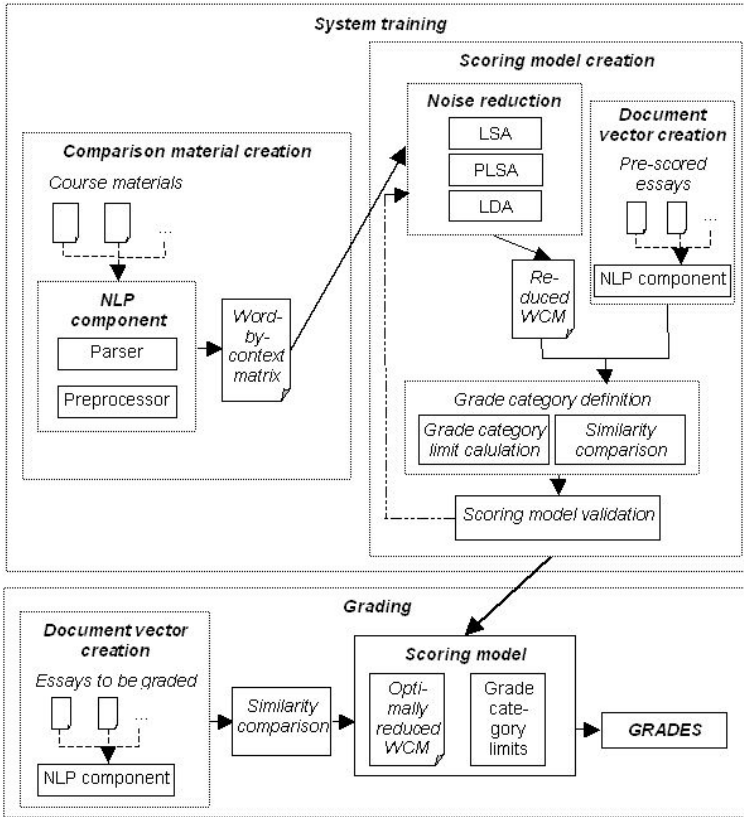 System training
Scoring model creation
Noise reduction
LSA
PLSA
LDA
Document
vector creation
Pre-scored
essays
...
NLP component
Comparison material creation
Course materials
...
NLP
component
Parser
Preprocessor
Word-
by-
context
matrix
Re-
duced
WCM
Grade category definition
Grade category
limit calulation
Similarity
comparison
Scoring model validation
Grading
Document vector
creation
Essays to be graded
...
NLP component
Similarity
comparison
Scoring model
Opti-
mally
reduced
WCM
Grade
cate-
gory
limits
GRADES